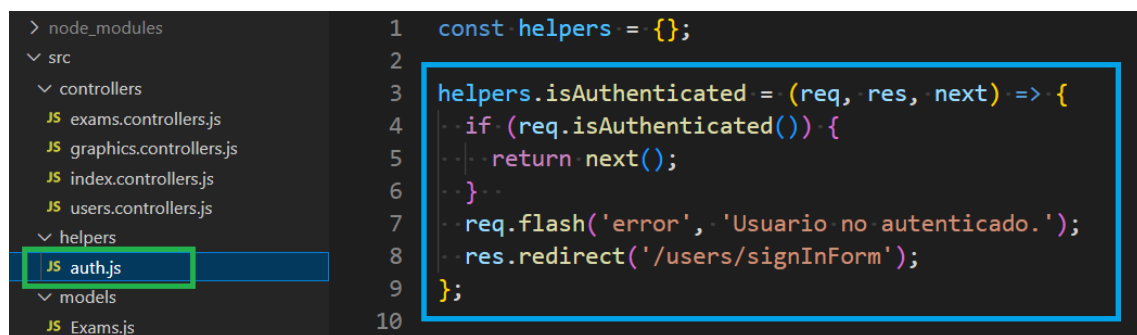 node_modules
src
controllers
JS exams.controllers.js
JS graphics.controllers.js
JS index.controllers.js
JS users.controllers.js
helpers
JS auth.js
models
JS Exams.js
1 const helpers = {};
2
3 helpers.isAuthenticated = (req, res, next) => {
4 if (req.isAuthenticated()) {
5 return next();
6 }
7 req.flash('error', 'Usuario no autenticado.');
8 res.redirect('/users/signInForm');
9 };
10